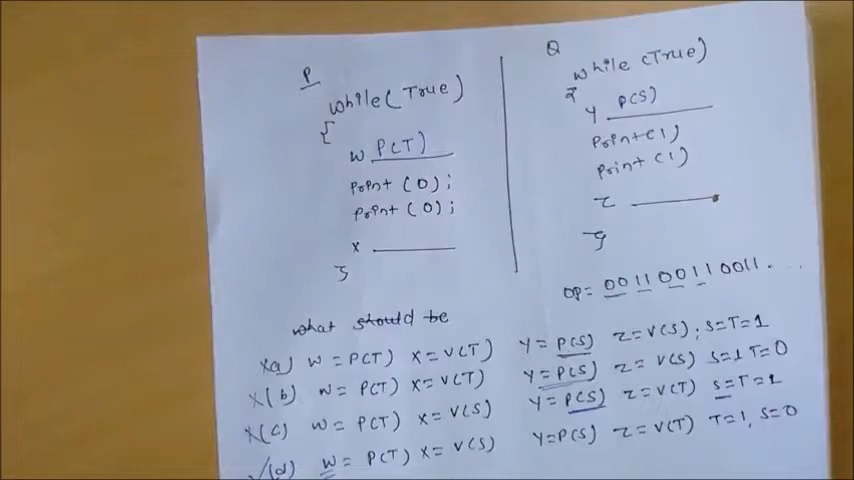 P
while(True)
{
W P(T)
print (0);
print (0);
X
}
Q
while (True)
{
Y P(S)
print(1)
print (1)
Z
}
OP= 001100110011....
what should be
X a) W = P(T) X = V(T) Y = P(S) Z = V(S); S=T=1
X (b) W = P(T) X = V(T) Y = P(S) Z = V(S) S=1 T=0
X (c) W = P(T) X = V(S) Y = P(S) Z = V(T) S=T=1
√(d) W = P(T) X = V(S) Y=P(S) Z = V(T) T=1, S=0